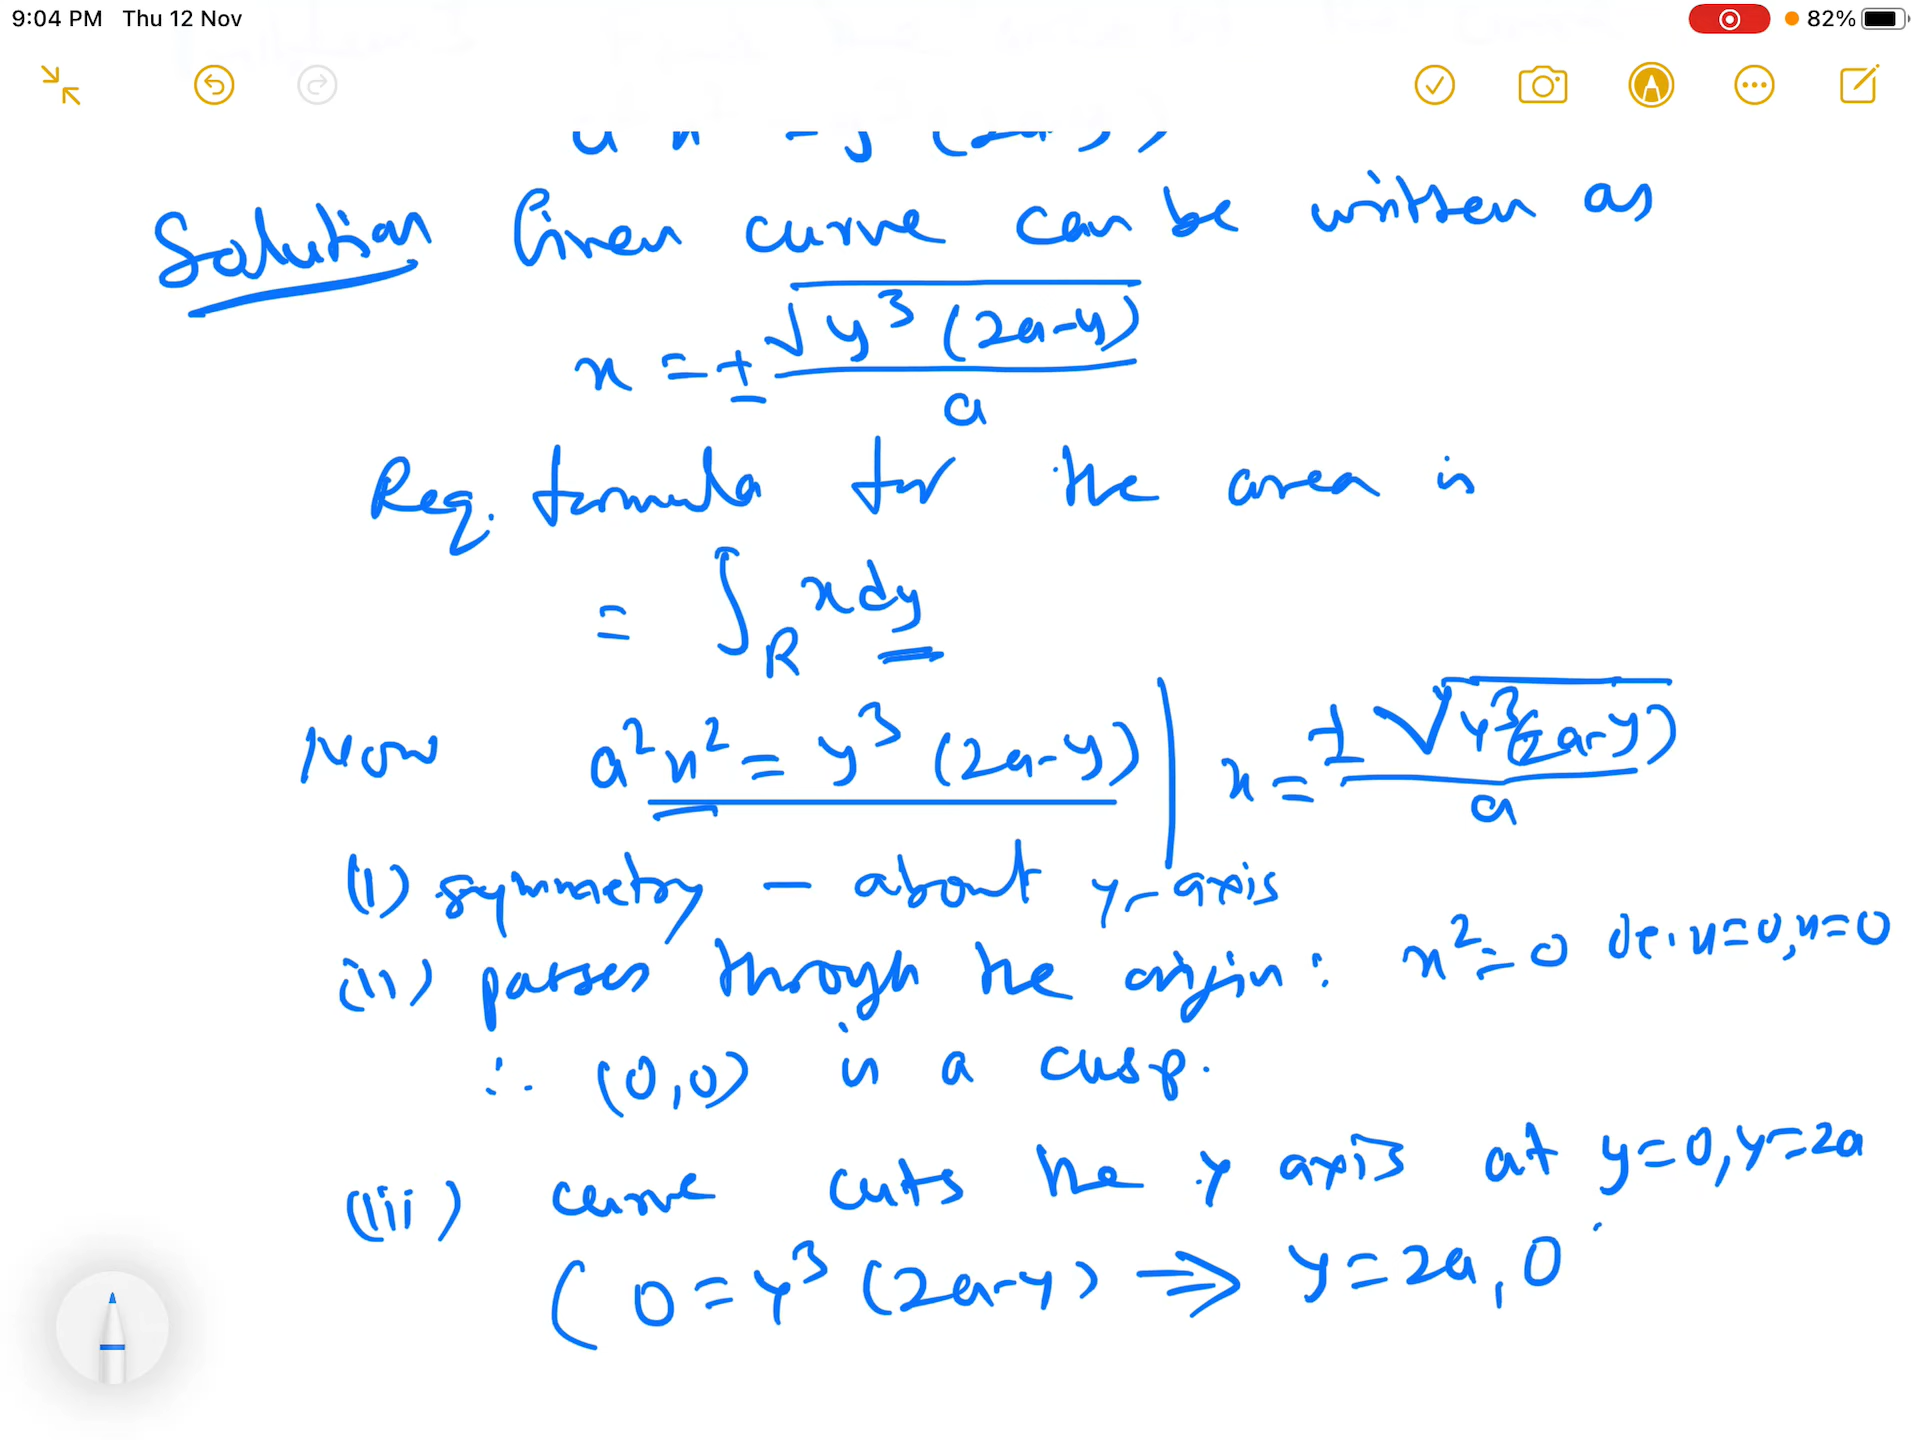 9:04 PM Thu 12 Nov 82%
Solution Given curve can be written as
x = ± √(y³ (2a-y)) / a
Req. formula for the area is
= ∫_R x dy
Now a²x² = y³ (2a-y) | x = ± √(y³(2a-y)) / a
(i) symmetry - about y-axis
(ii) passes through the origin: x² = 0 i.e. x=0, x=0
∴ (0,0) is a cusp.
(iii) curve cuts the y axis at y=0, y=2a
( 0 = y³ (2a-y) ⇒ y = 2a, 0